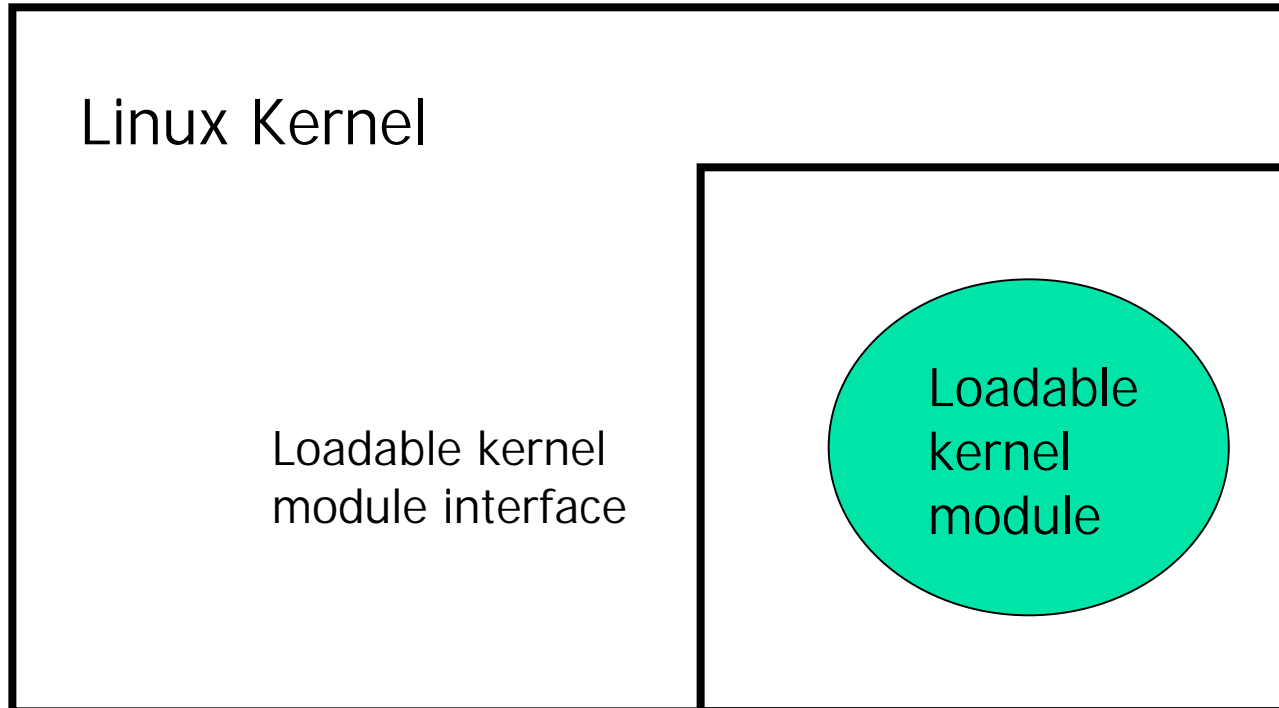 Linux Kernel
Loadable kernel
module interface
Loadable
kernel
module